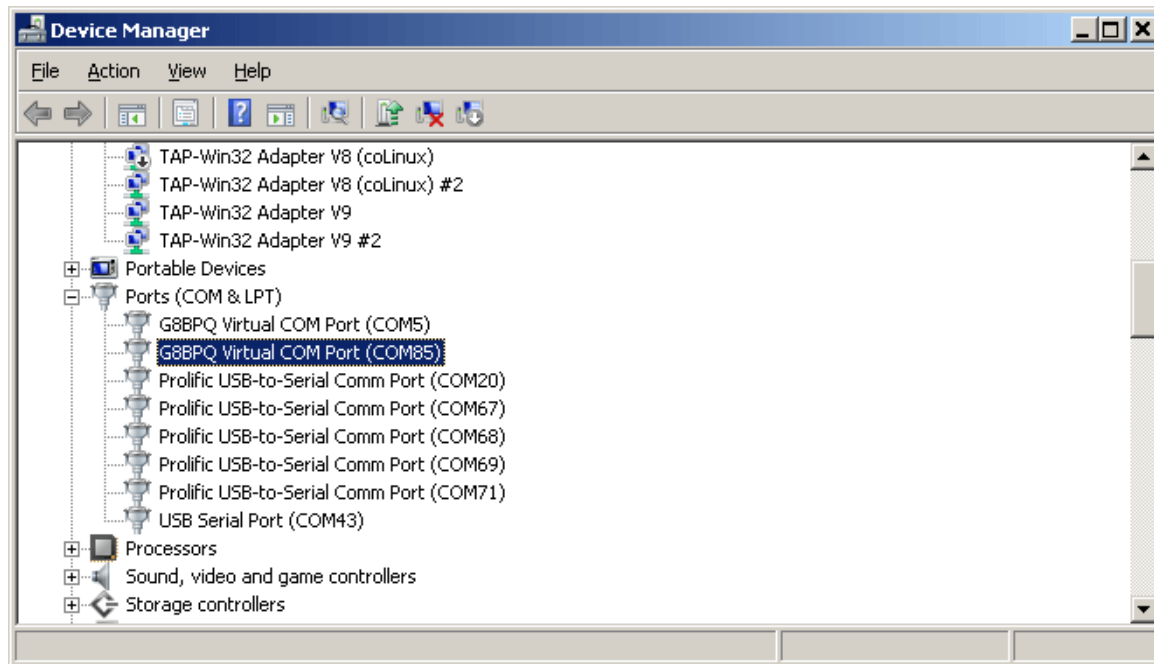 Device Manager
File Action View Help
TAP-Win32 Adapter V8 (coLinux)
TAP-Win32 Adapter V8 (coLinux) #2
TAP-Win32 Adapter V9
TAP-Win32 Adapter V9 #2
Portable Devices
Ports (COM & LPT)
G8BPQ Virtual COM Port (COM5)
G8BPQ Virtual COM Port (COM85)
Prolific USB-to-Serial Comm Port (COM20)
Prolific USB-to-Serial Comm Port (COM67)
Prolific USB-to-Serial Comm Port (COM68)
Prolific USB-to-Serial Comm Port (COM69)
Prolific USB-to-Serial Comm Port (COM71)
USB Serial Port (COM43)
Processors
Sound, video and game controllers
Storage controllers